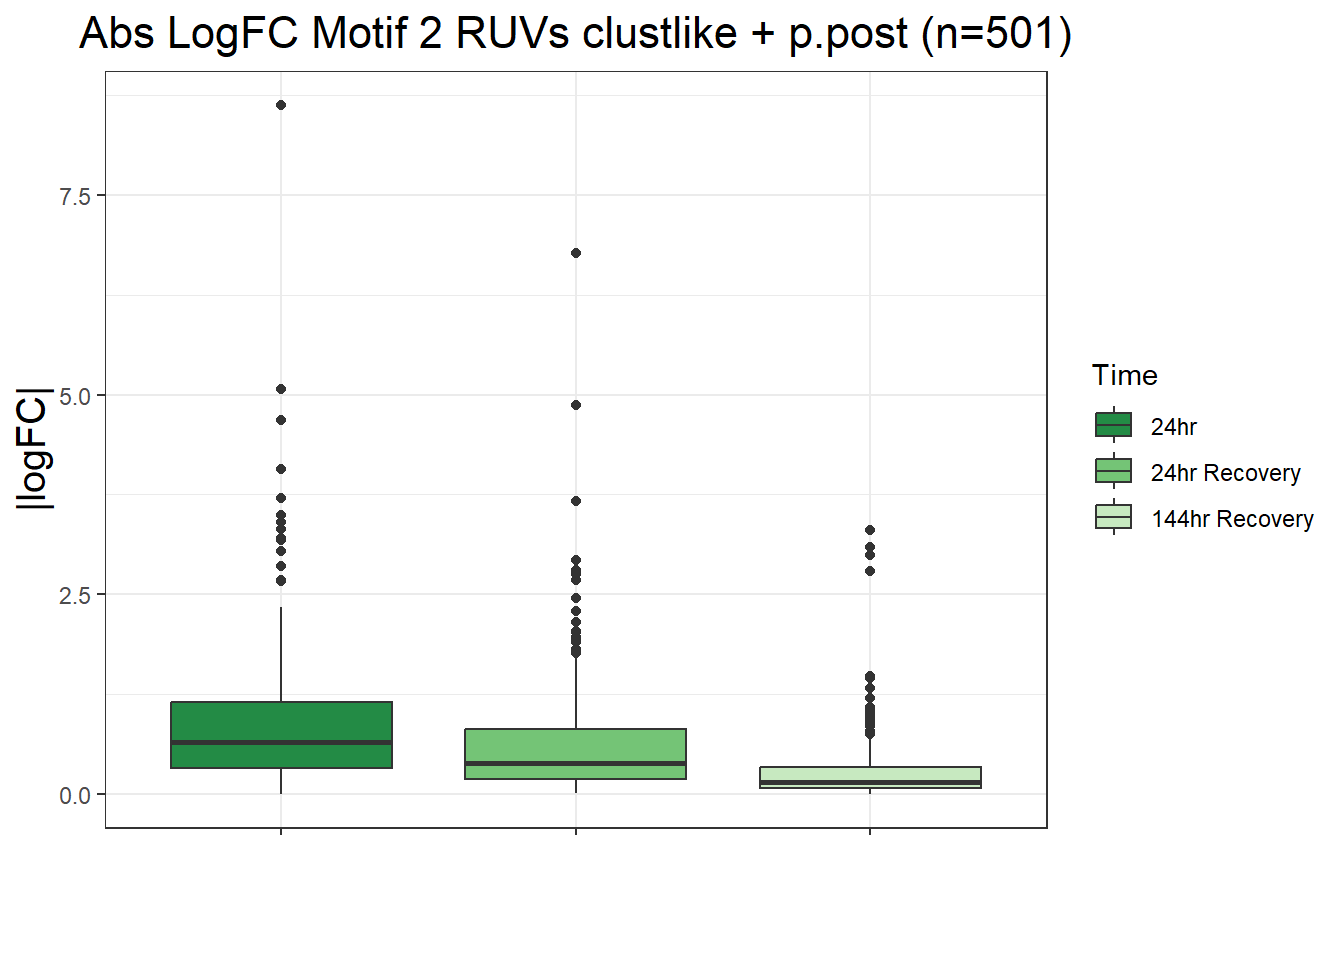 Abs LogFC Motif 2 RUVs clustlike + p.post (n=501)
|logFC|
7.5
5.0
2.5
0.0
Time
24hr
24hr Recovery
144hr Recovery